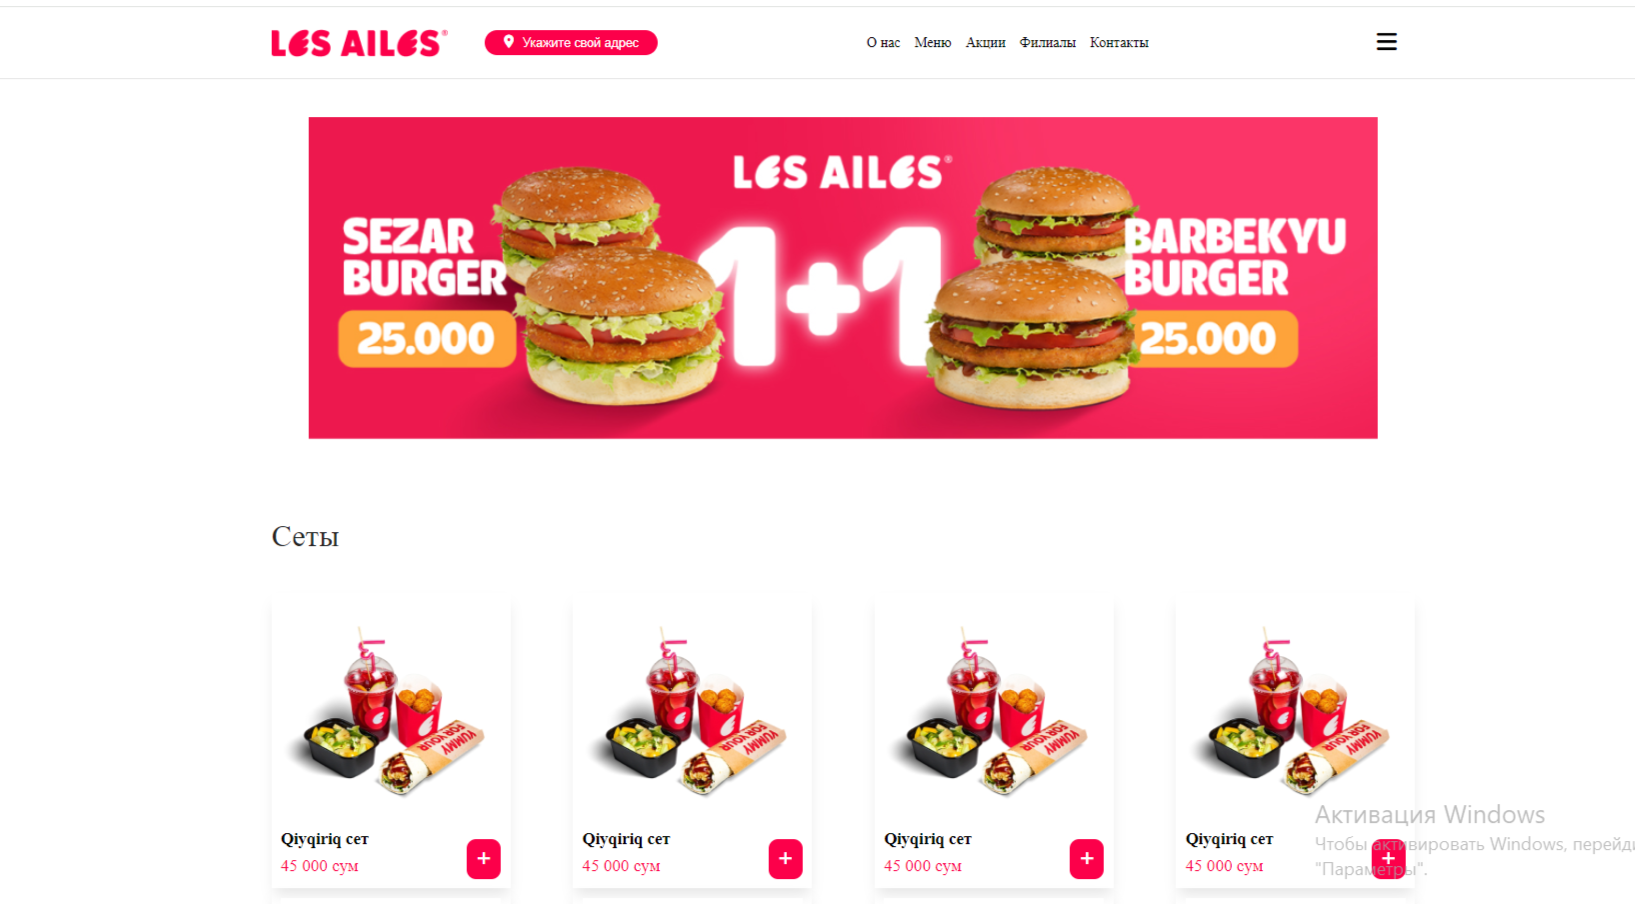 LES AILES®
Укажите свой адрес
О нас Меню Акции Филиалы Контакты
LES AILES®
SEZAR
BURGER
25.000
1+1
BARBEKYU
BURGER
25.000
Сеты
YUMMY
FOR YOUR
YUMMY
FOR YOUR
YUMMY
FOR YOUR
YUMMY
FOR YOUR
Qiyqiriq сет
45 000 сум
+
Qiyqiriq сет
45 000 сум
+
Qiyqiriq сет
45 000 сум
+
Qiyqiriq сет
45 000 сум
+
Активация Windows
Чтобы активировать Windows, перейди
"Параметры".